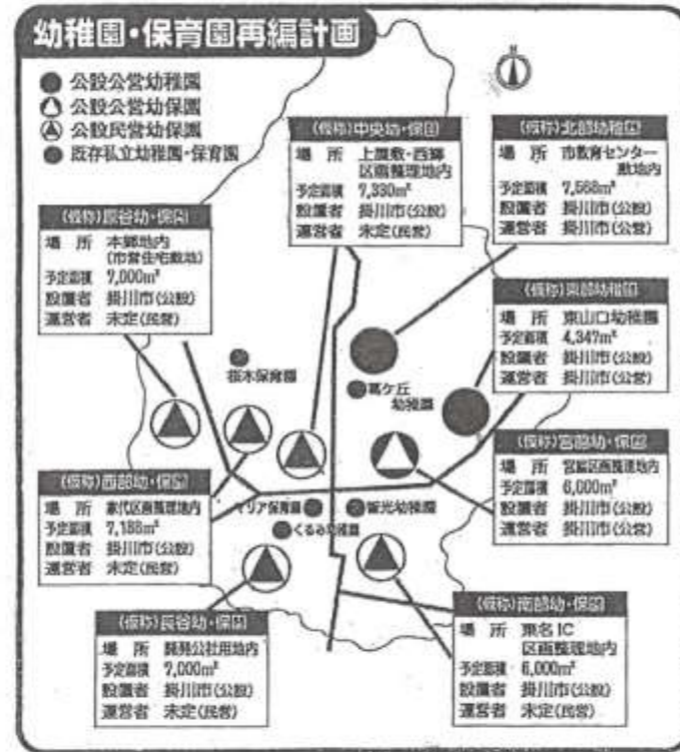 幼稚園・保育園再編計画
公設公営幼稚園
公設公営幼保園
公設民営幼保園
既存私立幼稚園・保育園
N
(仮称)中央幼・保園
場所 上屋敷・西郷
区画整理地内
予定面積 7,330m²
設置者 掛川市(公設)
運営者 未定(民営)
(仮称)北部幼稚園
場所 市教育センター
敷地内
予定面積 7,568m²
設置者 掛川市(公設)
運営者 掛川市(公営)
幼・保園
場所 本郷地内
(市営住宅敷地)
予定面積 7,000m²
設置者 掛川市(公設)
運営者 未定(民営)
(仮称)東部幼稚園
場所 東山口幼稚園
予定面積 4,347m²
設置者 掛川市(公設)
運営者 掛川市(公営)
桜木保育園
葛ケ丘
幼稚園
(仮称)宮脇幼・保園
場所 宮脇区画整理地内
予定面積 6,000m²
設置者 掛川市(公設)
運営者 掛川市(公営)
(仮称)西部幼・保園
場所 家代区画整理地内
予定面積 7,188m²
設置者 掛川市(公設)
運営者 未定(民営)
マリア保育園
智光幼稚園
くるみ幼稚園
(仮称)長谷幼・保園
場所 開発公社用地内
予定面積 7,000m²
設置者 掛川市(公設)
運営者 未定(民営)
(仮称)南部幼・保園
場所 東名IC
区画整理地内
予定面積 6,000m²
設置者 掛川市(公設)
運営者 未定(民営)